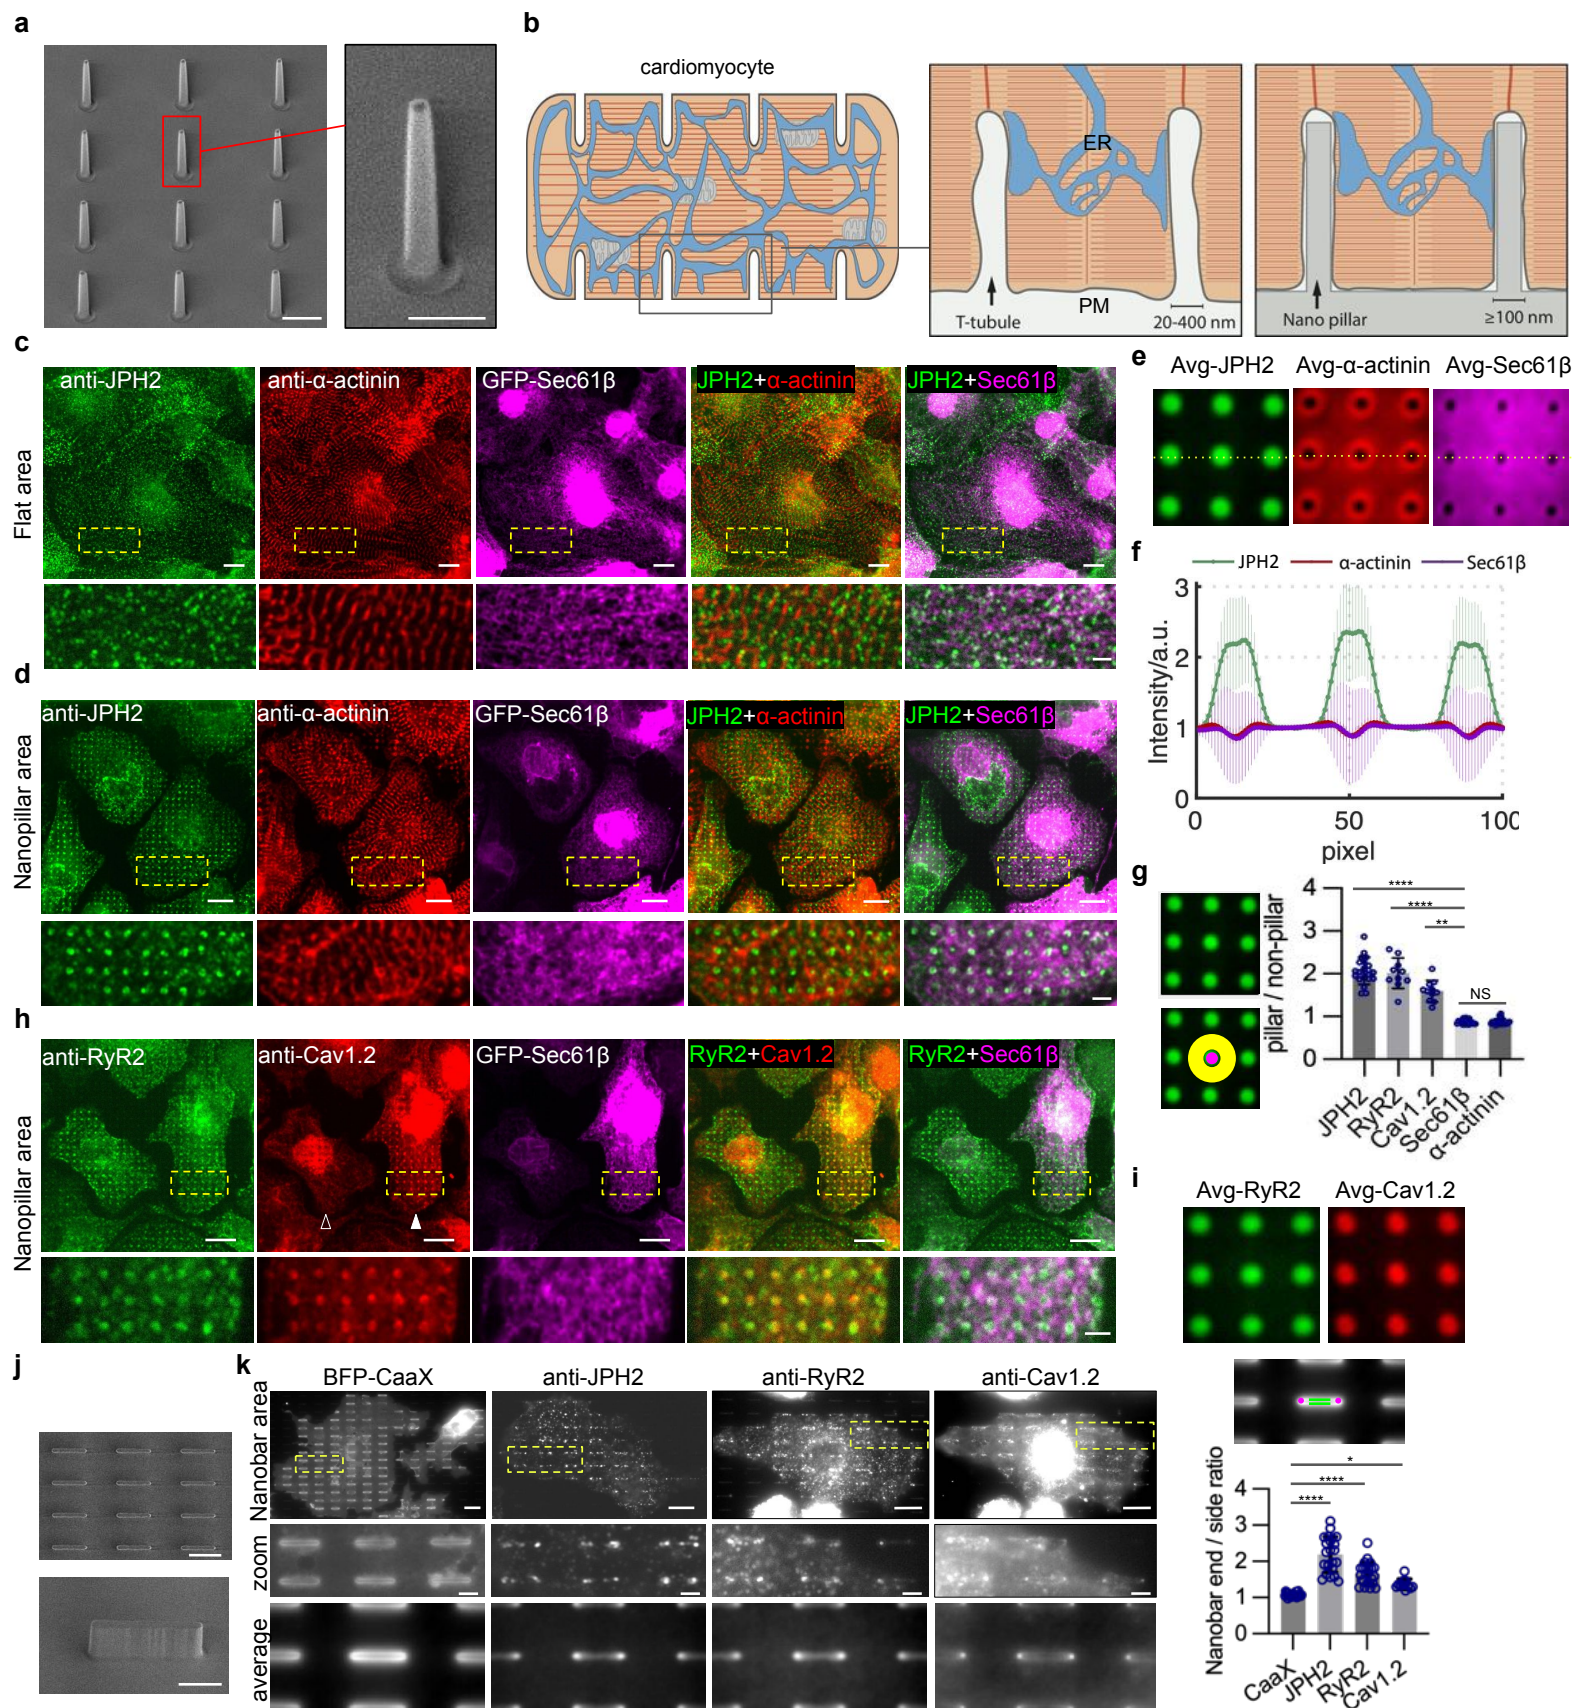 a
b
cardiomyocyte
ER
PM
T-tubule
20-400 nm
Nano pillar
≥100 nm
c
Flat area
anti-JPH2
anti-α-actinin
GFP-Sec61β
JPH2+α-actinin
JPH2+Sec61β
d
Nanopillar area
anti-JPH2
anti-α-actinin
GFP-Sec61β
JPH2+α-actinin
JPH2+Sec61β
e
Avg-JPH2
Avg-α-actinin
Avg-Sec61β
f
JPH2
α-actinin
Sec61β
Intensity/a.u.
3
2
1
0
0
50
100
pixel
g
pillar / non-pillar
4
3
2
1
0
****
****
**
NS
JPH2
RyR2
Cav1.2
Sec61β
α-actinin
h
Nanopillar area
anti-RyR2
anti-Cav1.2
GFP-Sec61β
RyR2+Cav1.2
RyR2+Sec61β
i
Avg-RyR2
Avg-Cav1.2
j
k
BFP-CaaX
anti-JPH2
anti-RyR2
anti-Cav1.2
Nanobar area
zoom
average
Nanobar end / side ratio
4
3
2
1
0
*
****
****
CaaX
JPH2
RyR2
Cav1.2